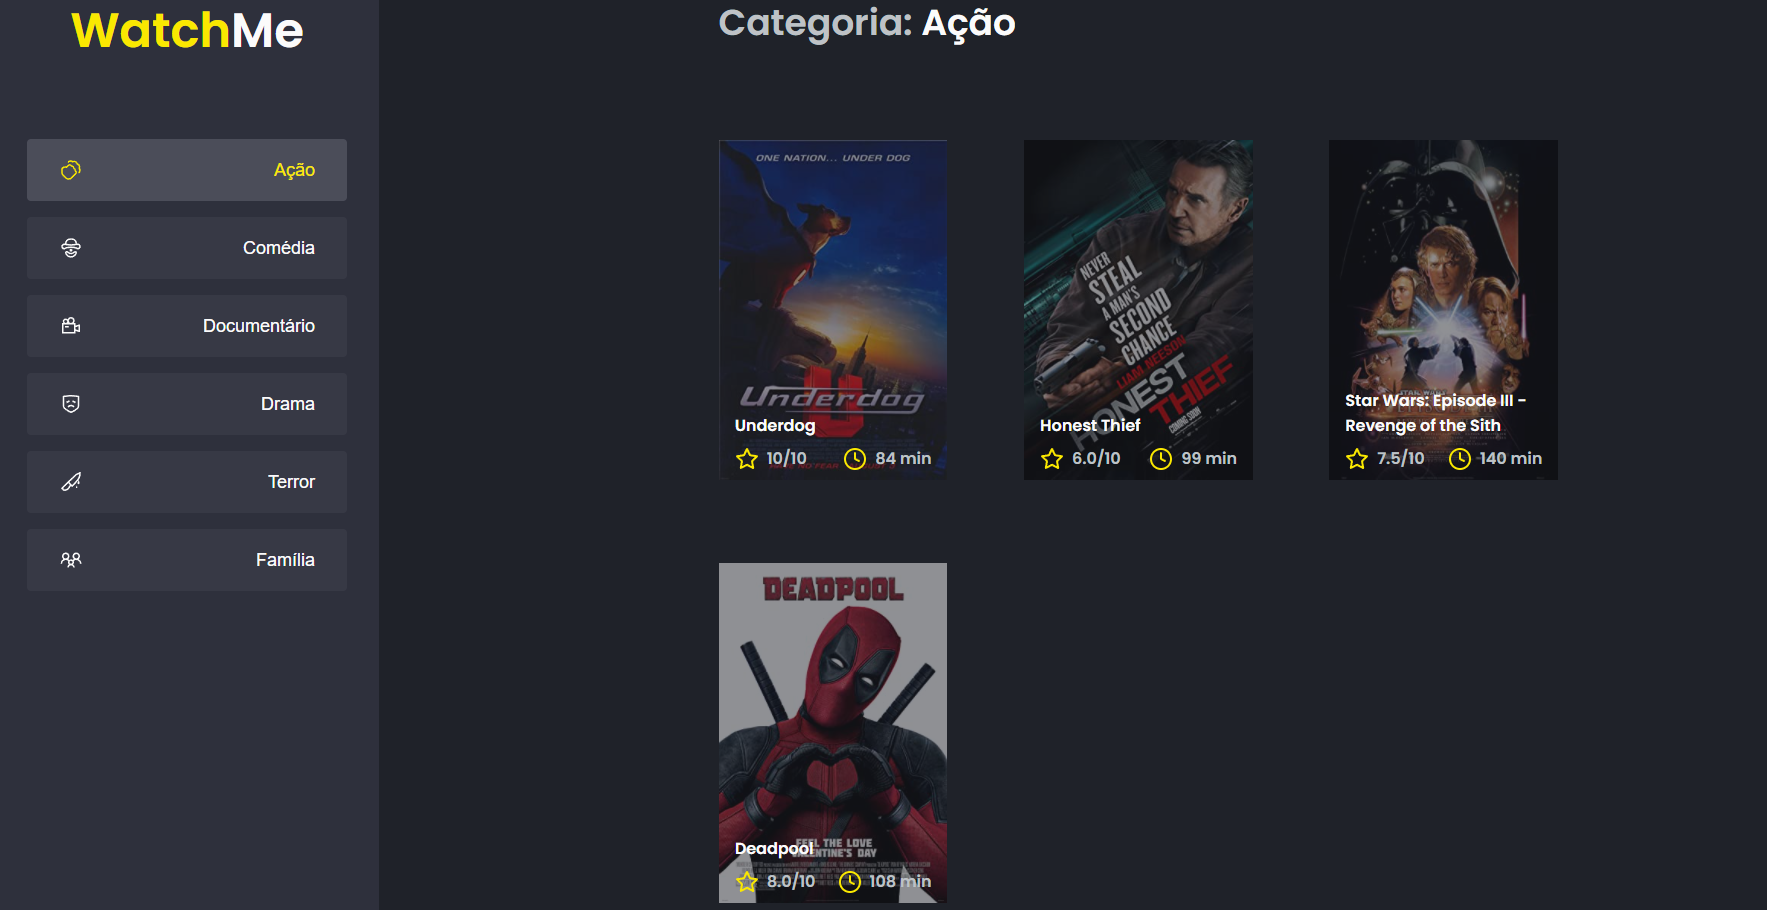 WatchMe
Categoria: Ação
Ação
Comédia
Documentário
Drama
Terror
Família
ONE NATION... UNDER DOG
Underdog
Underdog
10/10
84 min
NEVER
STEAL
A MAN'S
SECOND
CHANCE
LIAM NEESON
HONEST
THIEF
COMING SOON
Honest Thief
6.0/10
99 min
Star Wars: Episode III -
Revenge of the Sith
7.5/10
140 min
DEADPOOL
FEEL THE LOVE
VALENTINE'S DAY
Deadpool
8.0/10
108 min